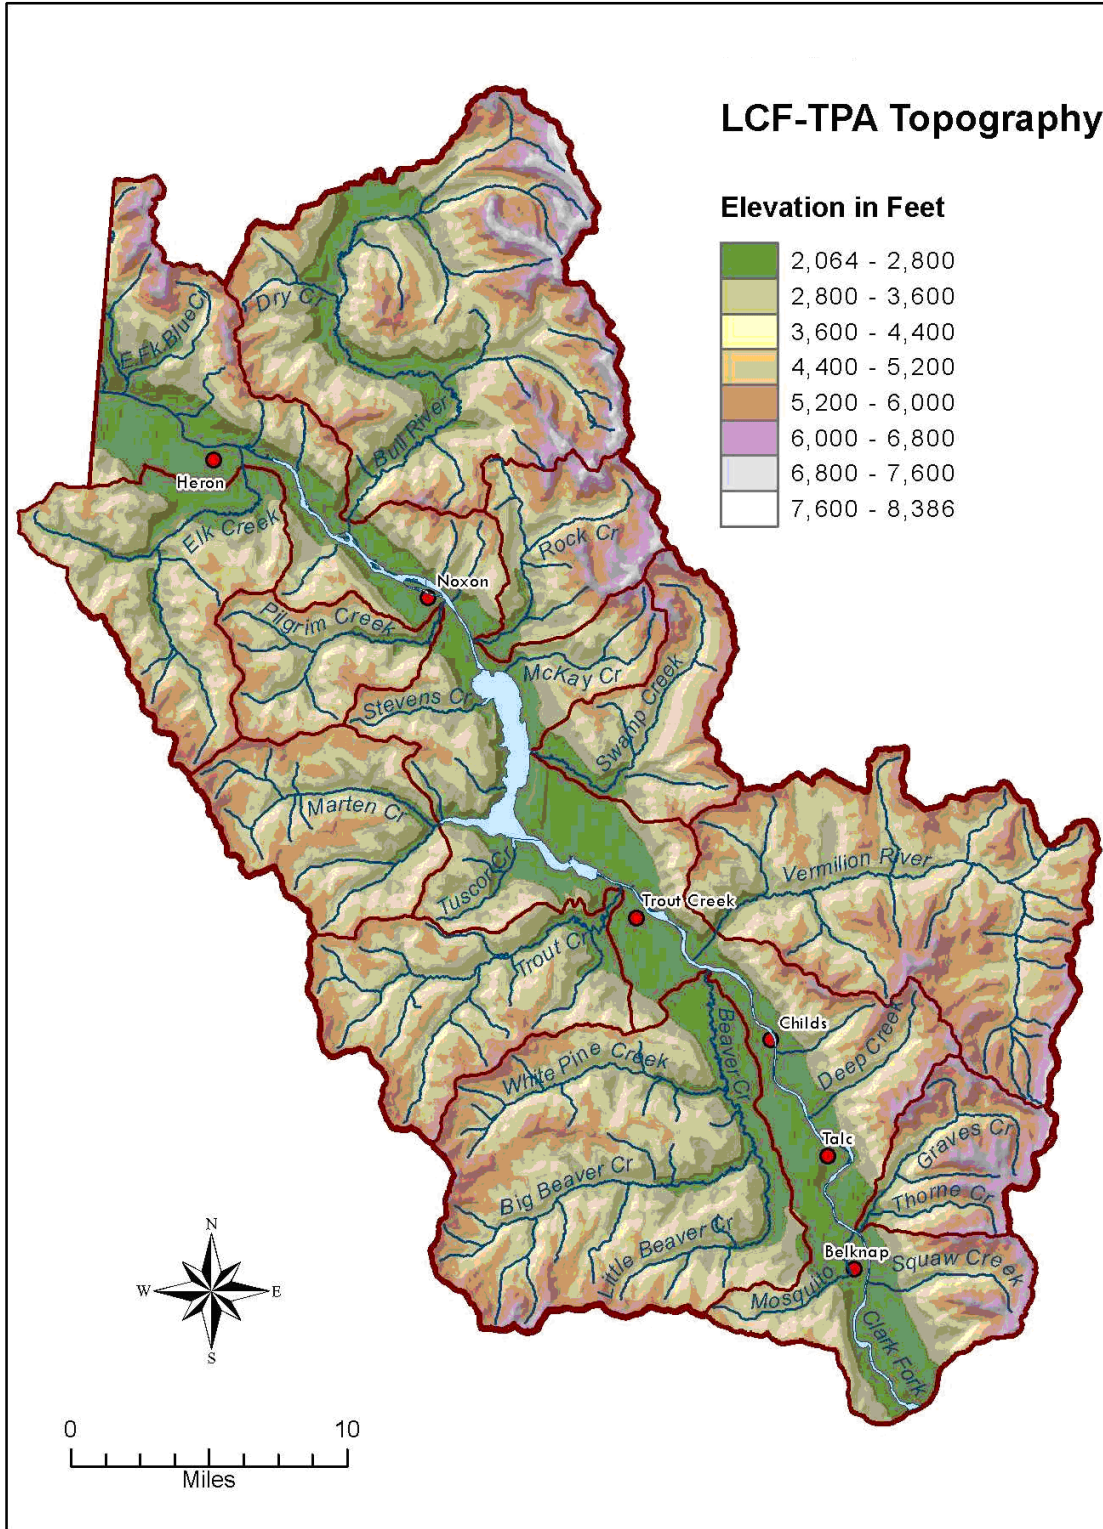 LCF-TPA Topography
Elevation in Feet
2,064 - 2,800
2,800 - 3,600
3,600 - 4,400
4,400 - 5,200
5,200 - 6,000
6,000 - 6,800
6,800 - 7,600
7,600 - 8,386
E Fk Blue Cr
Dry Cr
Bull River
Heron
Elk Creek
Rock Cr
Noxon
Pilgrim Creek
McKay Cr
Stevens Cr
Swamp Creek
Marten Cr
Tuscor Cr
Vermilion River
Trout Creek
Trout Cr
Beaver Cr
Childs
Deep Creek
White Pine Creek
Talc
Graves Cr
Big Beaver Cr
Thorne Cr
Little Beaver Cr
Belknap
Squaw Creek
Mosquito
Clark Fork
N
W
E
S
0 10
Miles